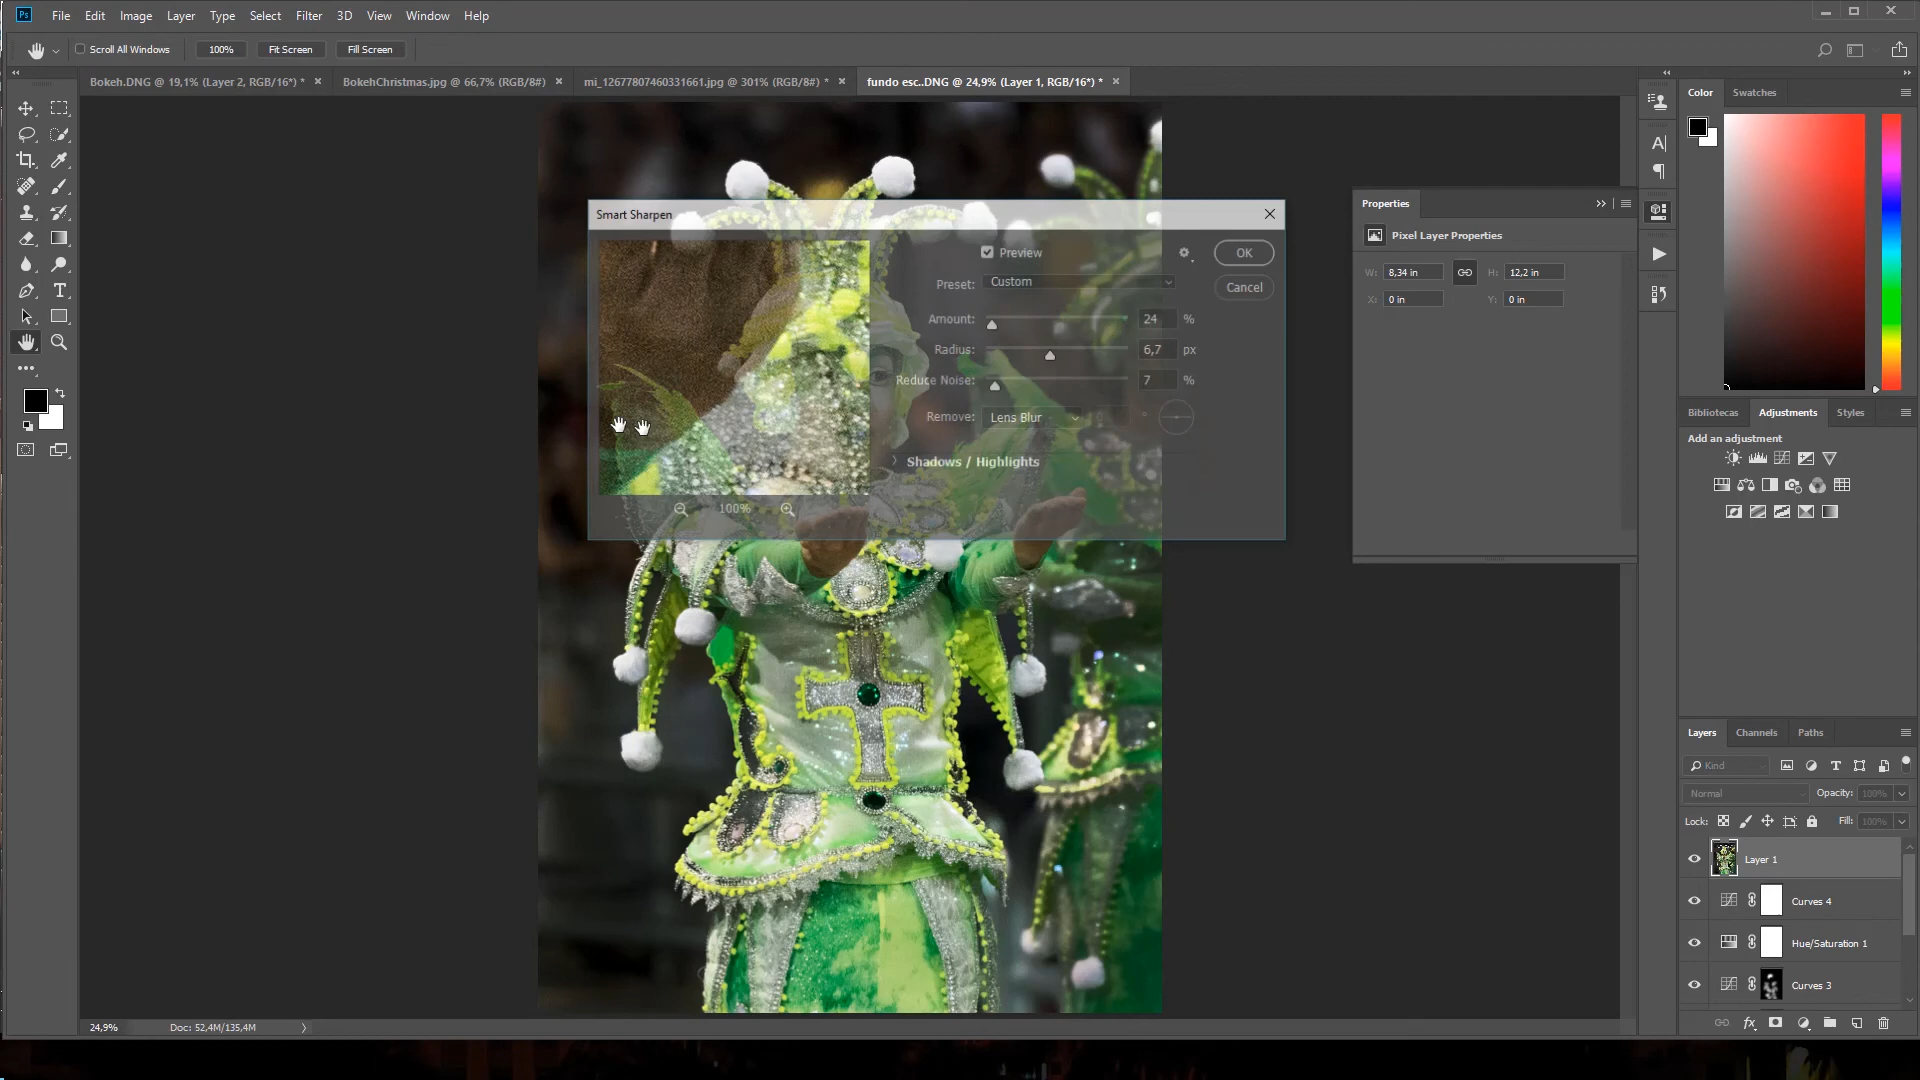 Ps File Edit Image Layer Type Select Filter 3D View Window Help
Scroll All Windows 100% Fit Screen Fill Screen
Bokeh.DNG @ 19,1% (Layer 2, RGB/16*) *
BokehChristmas.jpg @ 66,7% (RGB/8#)
mi_12677807460331661.jpg @ 301% (RGB/8#) *
fundo esc..DNG @ 24,9% (Layer 1, RGB/16*) *
Smart Sharpen
Preview
OK
Preset: Custom
Cancel
Amount: 24 %
Radius: 6,7 px
Reduce Noise: 7 %
Remove: Lens Blur
Shadows / Highlights
100%
Properties
Pixel Layer Properties
W: 8,34 in H: 12,2 in
X: 0 in Y: 0 in
Color Swatches
Bibliotecas Adjustments Styles
Add an adjustment
Layers Channels Paths
Kind
Normal Opacity: 100%
Lock: Fill: 100%
Layer 1
Curves 4
Hue/Saturation 1
Curves 3
fx
24,9% Doc: 52,4M/135,4M